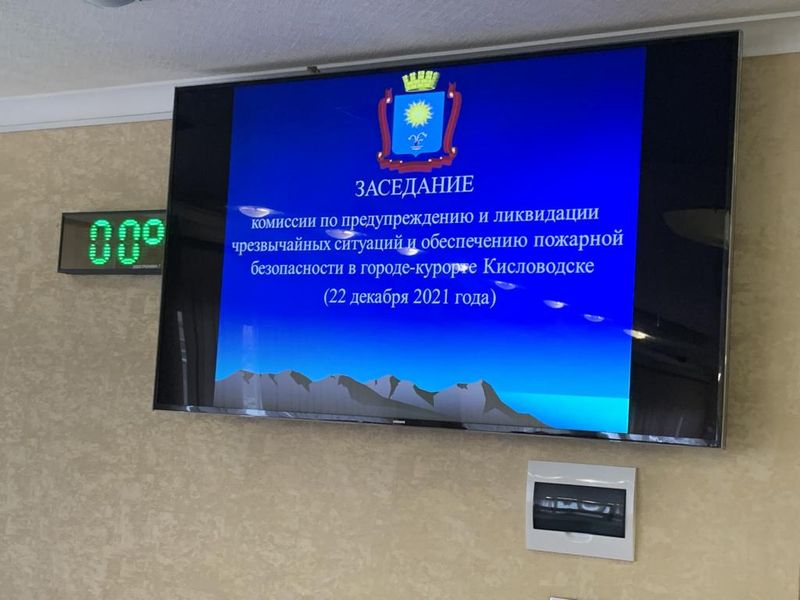 ЗАСЕДАНИЕ
комиссии по предупреждению и ликвидации
чрезвычайных ситуаций и обеспечению пожарной
безопасности в городе-курорте Кисловодске
(22 декабря 2021 года)
00°